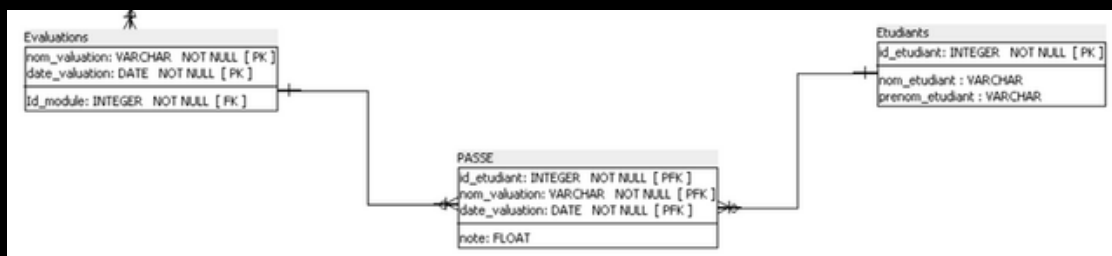 Evaluations
nom_valuation: VARCHAR NOT NULL [ PK ]
date_valuation: DATE NOT NULL [ PK ]
Id_module: INTEGER NOT NULL [ FK ]
Etudiants
id_etudiant: INTEGER NOT NULL [ PK ]
nom_etudiant : VARCHAR
prenom_etudiant : VARCHAR
PASSE
id_etudiant: INTEGER NOT NULL [ PFK ]
nom_valuation: VARCHAR NOT NULL [ PFK ]
date_valuation: DATE NOT NULL [ PFK ]
note: FLOAT